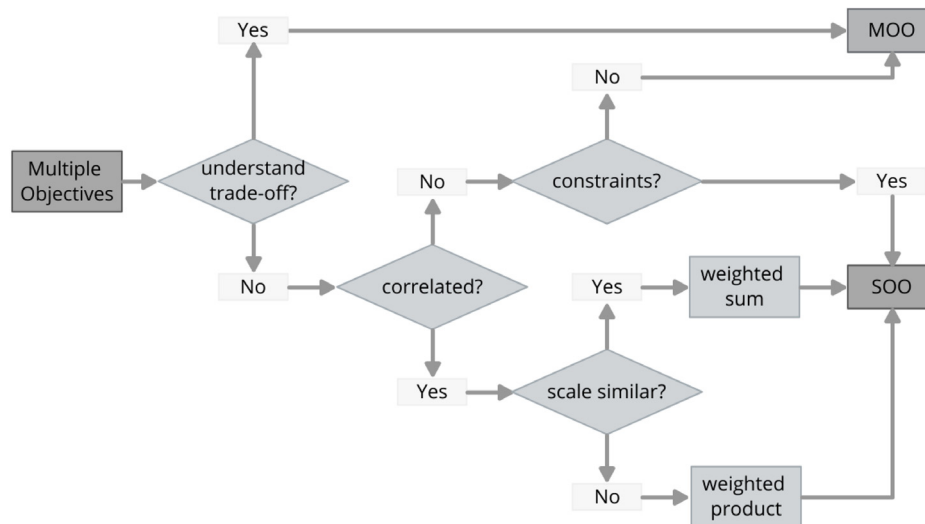 Yes
MOO
No
Multiple
Objectives
understand
trade-off?
No
constraints?
Yes
No
correlated?
Yes
weighted
sum
SOO
Yes
scale similar?
No
weighted
product